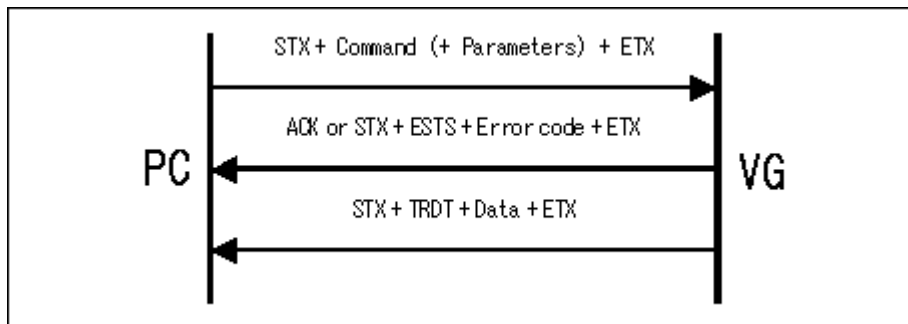 STX + Command (+ Parameters) + ETX
ACK or STX + ESTS + Error code + ETX
PC
VG
STX + TRDT + Data + ETX